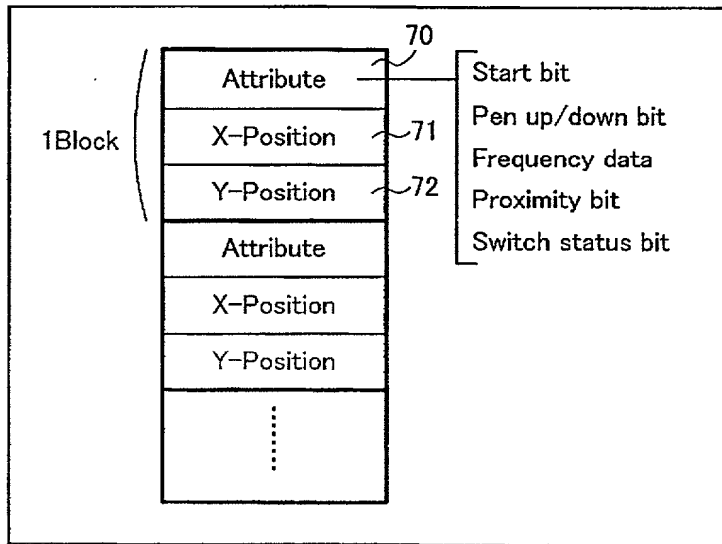 70
Attribute
Start bit
Pen up/down bit
1Block
X-Position
71
Frequency data
Y-Position
72
Proximity bit
Switch status bit
Attribute
X-Position
Y-Position